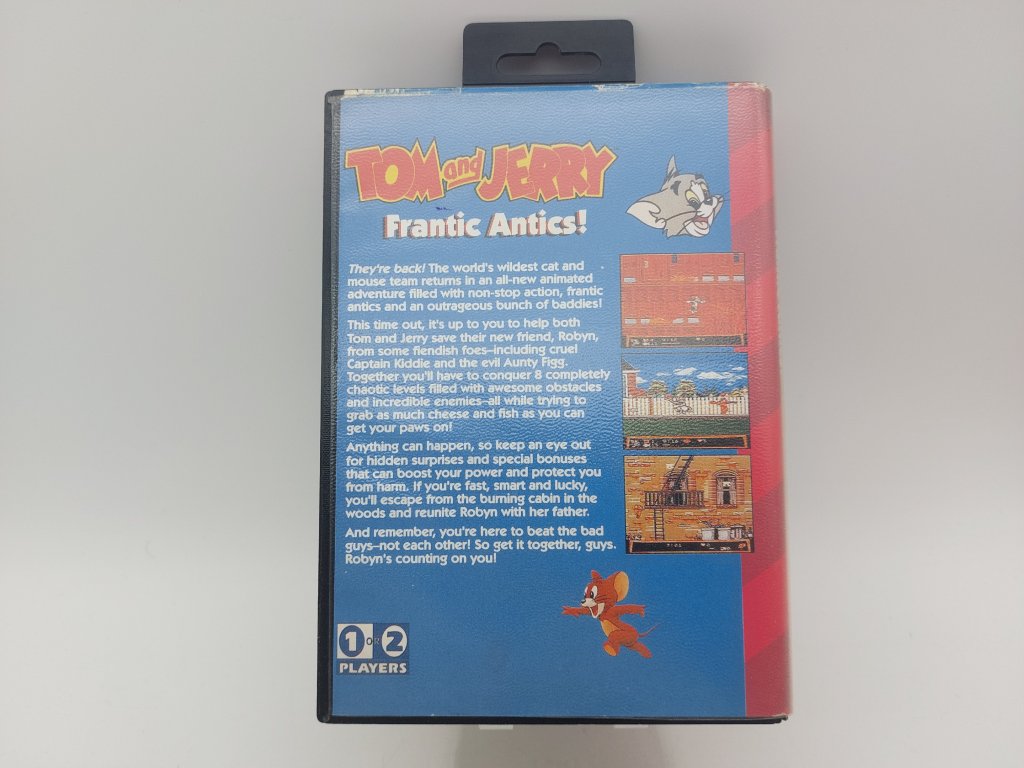 TOM and JERRY
Frantic Antics!
They're back! The world's wildest cat and
mouse team returns in an all-new animated
adventure filled with non-stop action, frantic
antics and an outrageous bunch of baddies!
This time out, it's up to you to help both
Tom and Jerry save their new friend, Robyn,
from some fiendish foes–including cruel
Captain Kiddie and the evil Aunty Figg.
Together you'll have to conquer 8 completely
chaotic levels filled with awesome obstacles
and incredible enemies–all while trying to
grab as much cheese and fish as you can
get your paws on!
Anything can happen, so keep an eye out
for hidden surprises and special bonuses
that can boost your power and protect you
from harm. If you're fast, smart and lucky,
you'll escape from the burning cabin in the
woods and reunite Robyn with her father.
And remember, you're here to beat the bad
guys–not each other! So get it together, guys.
Robyn's counting on you!
1 or 2
PLAYERS